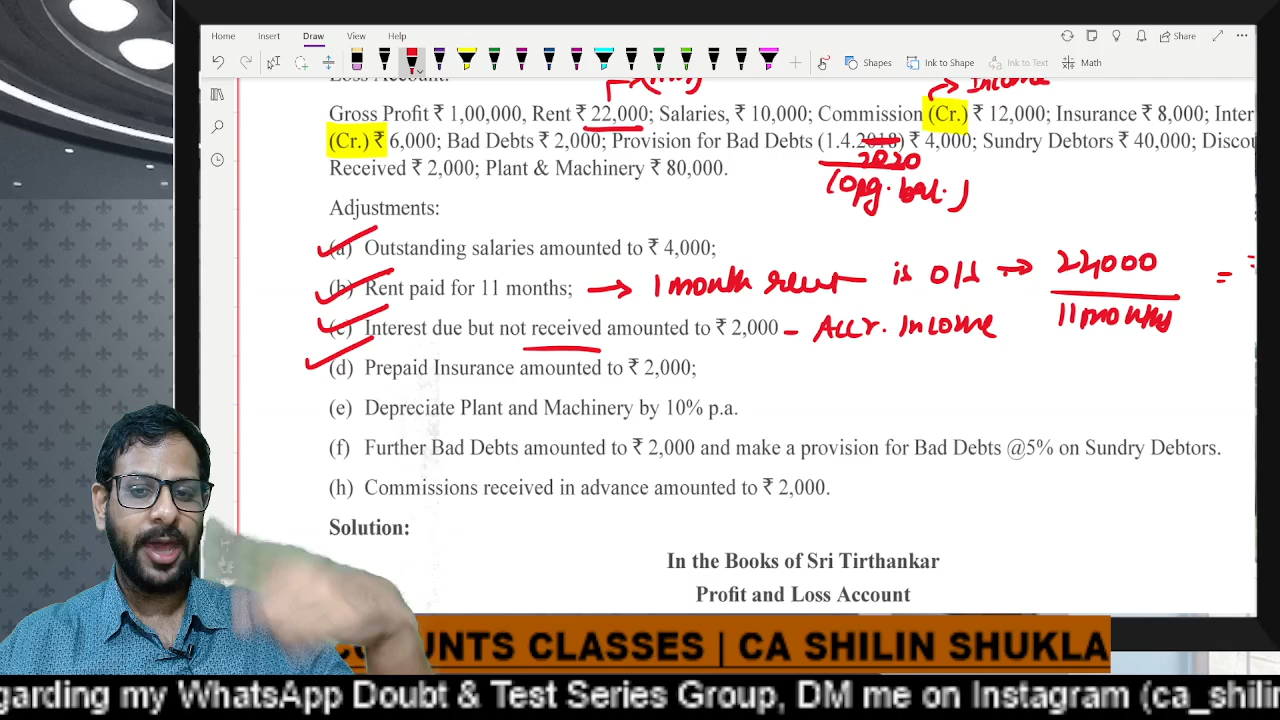 Home Insert Draw View Help Share
Shapes Ink to Shape Ink to Text Math
Loss Account:
Gross Profit ₹ 1,00,000, Rent ₹ 22,000; Salaries, ₹ 10,000; Commission (Cr.) ₹ 12,000; Insurance ₹ 8,000; Inter
Income
(Cr.) ₹ 6,000; Bad Debts ₹ 2,000; Provision for Bad Debts (1.4.2018) ₹ 4,000; Sundry Debtors ₹ 40,000; Discou
2020
Received ₹ 2,000; Plant & Machinery ₹ 80,000.
(Opg. bal.)
Adjustments:
(a) Outstanding salaries amounted to ₹ 4,000;
(b) Rent paid for 11 months; → 1 month rent is O/S → 22,000 =
11 months
(c) Interest due but not received amounted to ₹ 2,000 - Accr. Income
(d) Prepaid Insurance amounted to ₹ 2,000;
(e) Depreciate Plant and Machinery by 10% p.a.
(f) Further Bad Debts amounted to ₹ 2,000 and make a provision for Bad Debts @5% on Sundry Debtors.
(h) Commissions received in advance amounted to ₹ 2,000.
Solution:
In the Books of Sri Tirthankar
Profit and Loss Account
OUNTS CLASSES | CA SHILIN SHUKLA
garding my WhatsApp Doubt & Test Series Group, DM me on Instagram (ca_shilin